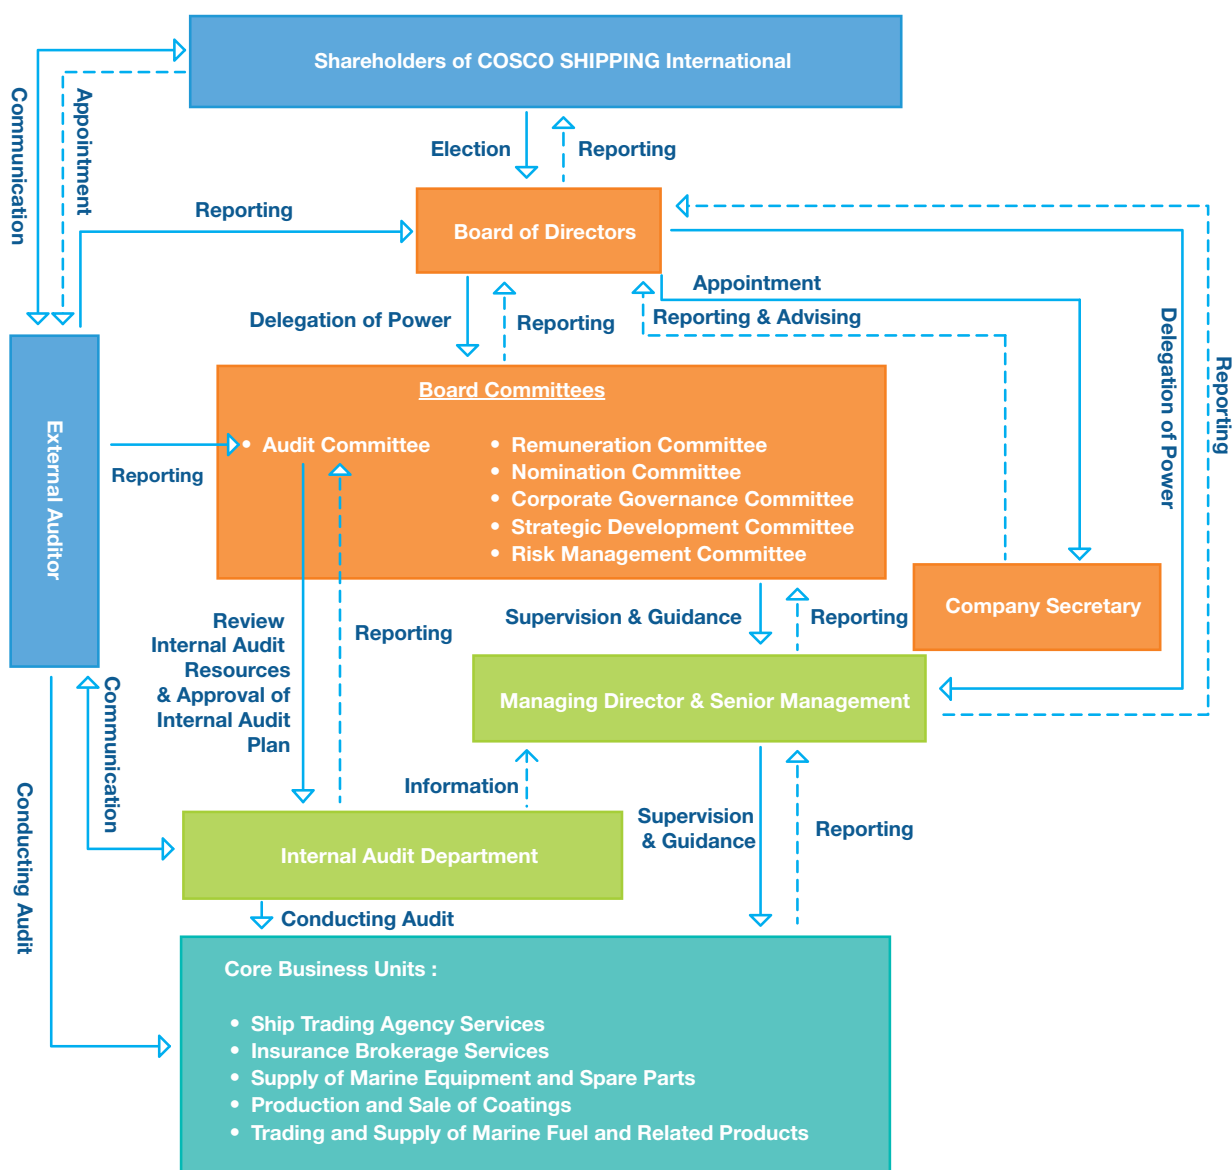 Shareholders of COSCO SHIPPING International
Communication
Appointment
Election
Reporting
Reporting
Board of Directors
Appointment
Delegation of Power
Reporting
Reporting & Advising
Delegation of Power
Reporting
External Auditor
Board Committees
• Audit Committee
• Remuneration Committee
• Nomination Committee
• Corporate Governance Committee
• Strategic Development Committee
• Risk Management Committee
Reporting
Company Secretary
Review
Internal Audit
Resources
& Approval of
Internal Audit
Plan
Reporting
Supervision & Guidance
Reporting
Managing Director & Senior Management
Communication
Conducting Audit
Information
Supervision
& Guidance
Reporting
Internal Audit Department
Conducting Audit
Core Business Units :
• Ship Trading Agency Services
• Insurance Brokerage Services
• Supply of Marine Equipment and Spare Parts
• Production and Sale of Coatings
• Trading and Supply of Marine Fuel and Related Products